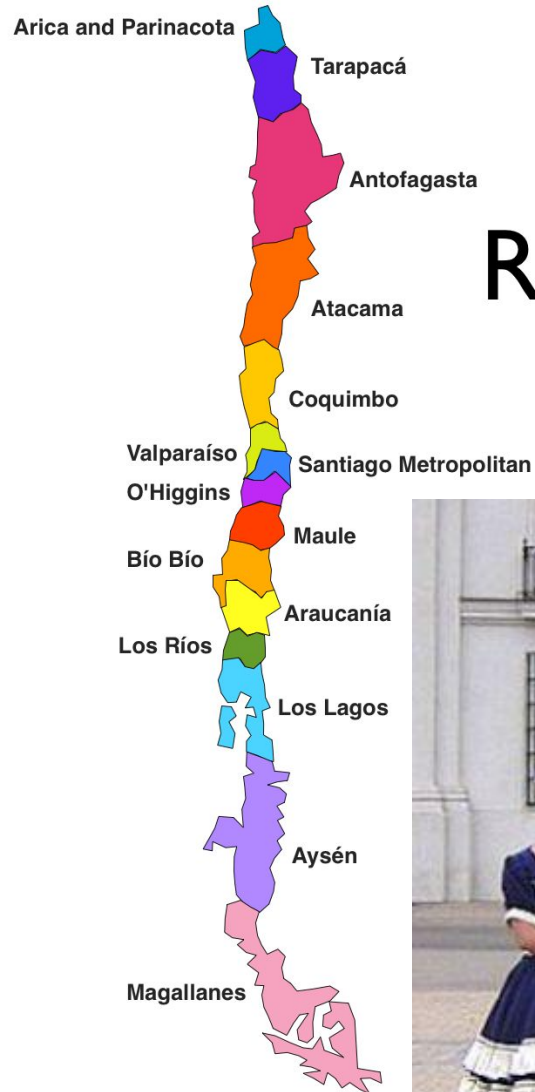 Arica and Parinacota
Tarapacá
Antofagasta
R
Atacama
Coquimbo
Valparaíso
Santiago Metropolitan
O'Higgins
Maule
Bío Bío
Araucanía
Los Ríos
Los Lagos
Aysén
Magallanes